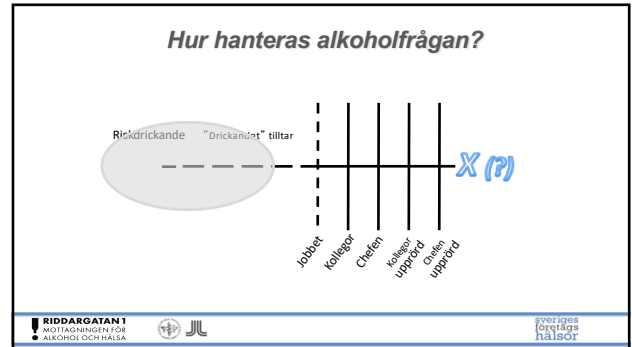 Hur hanteras alkoholfrågan?
Riskdrickande "Drickandet" tilltar
X (?)
Jobbet
Kollegor
Chefen
Kollegor
upprörd
Chefen
upprörd
RIDDARGATAN 1
MOTTAGNINGEN FÖR
ALKOHOL OCH HÄLSA
sveriges
företags
hälsor